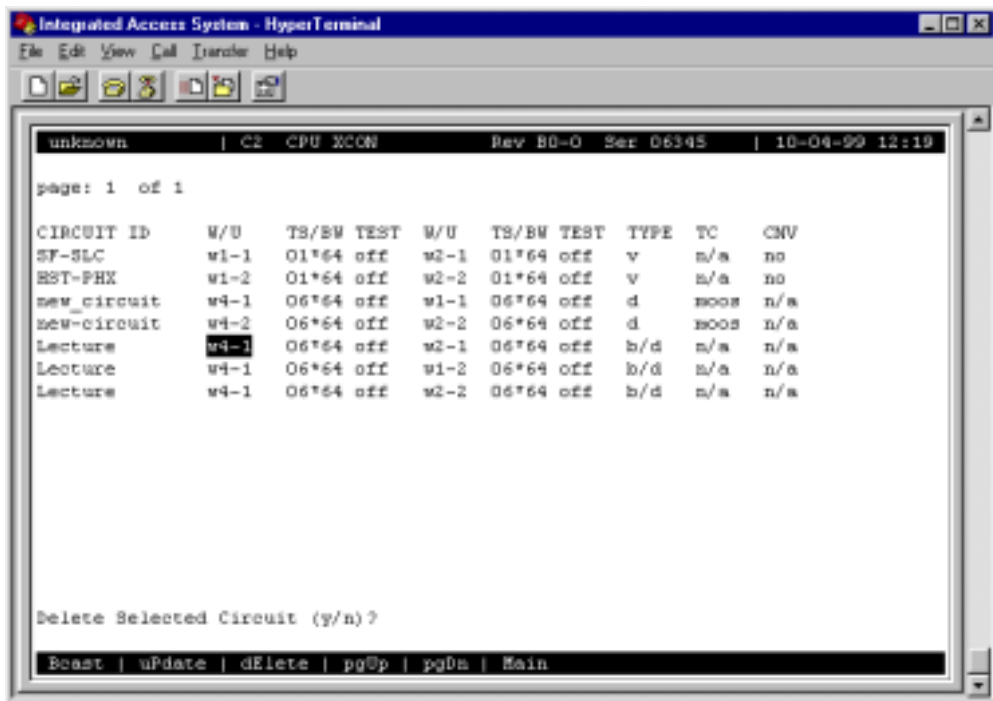 Integrated Access System - HyperTerminal
File Edit View Call Transfer Help
unknown | C2 CPU XCON Rev B0-0 Ser 06345 | 10-04-99 12:19
page: 1 of 1
CIRCUIT ID W/U TS/BW TEST W/U TS/BW TEST TYPE TC CNV
SF-SLC w1-1 01*64 off w2-1 01*64 off v n/a no
HST-PHX w1-2 01*64 off w2-2 01*64 off v n/a no
new_circuit w4-1 06*64 off w1-1 06*64 off d moos n/a
new-circuit w4-2 06*64 off w2-2 06*64 off d moos n/a
Lecture w4-1 06*64 off w2-1 06*64 off b/d n/a n/a
Lecture w4-1 06*64 off w1-2 06*64 off b/d n/a n/a
Lecture w4-1 06*64 off w2-2 06*64 off b/d n/a n/a
Delete Selected Circuit (y/n)?
Bcast | uPdate | dElete | pgUp | pgDn | Main